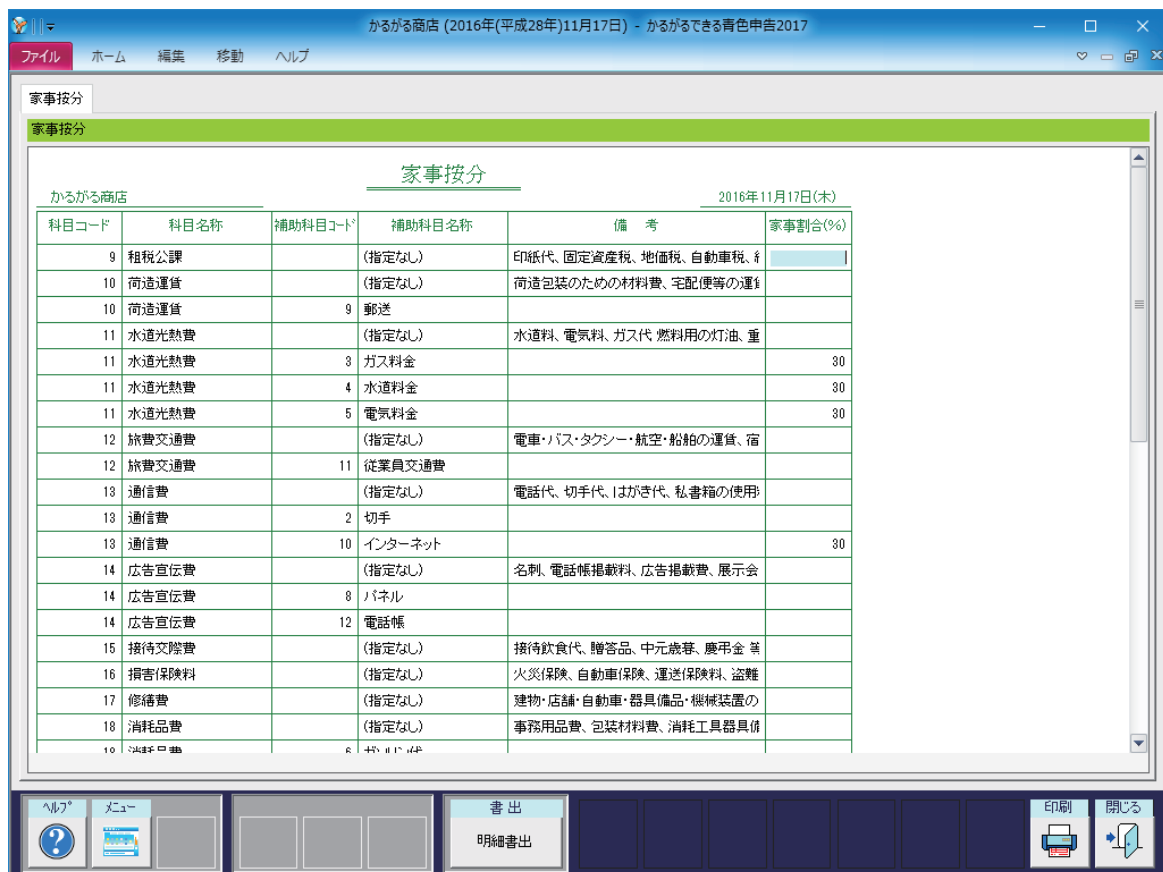 かるがる商店 (2016年(平成28年)11月17日) - かるがるできる青色申告2017
ファイル ホーム 編集 移動 ヘルプ
家事按分
家事按分
家事按分
かるがる商店 2016年11月17日(木)
科目コード 科目名称 補助科目コード 補助科目名称 備 考 家事割合(%)
9 租税公課 (指定なし) 印紙代、固定資産税、地価税、自動車税、
10 荷造運賃 (指定なし) 荷造包装のための材料費、宅配便等の運賃
10 荷造運賃 9 郵送
11 水道光熱費 (指定なし) 水道料、電気料、ガス代 燃料用の灯油、重
11 水道光熱費 3 ガス料金 30
11 水道光熱費 4 水道料金 30
11 水道光熱費 5 電気料金 30
12 旅費交通費 (指定なし) 電車・バス・タクシー・航空・船舶の運賃、宿
12 旅費交通費 11 従業員交通費
13 通信費 (指定なし) 電話代、切手代、はがき代、私書箱の使用
13 通信費 2 切手
13 通信費 10 インターネット 30
14 広告宣伝費 (指定なし) 名刺、電話帳掲載料、広告掲載費、展示会
14 広告宣伝費 8 パネル
14 広告宣伝費 12 電話帳
15 接待交際費 (指定なし) 接待飲食代、贈答品、中元歳暮、慶弔金 等
16 損害保険料 (指定なし) 火災保険、自動車保険、運送保険料、盗難
17 修繕費 (指定なし) 建物・店舗・自動車・器具備品・機械装置の
18 消耗品費 (指定なし) 事務用品費、包装材料費、消耗工具器具備
ヘルプ メニュー 書出 印刷 閉じる
明細書出